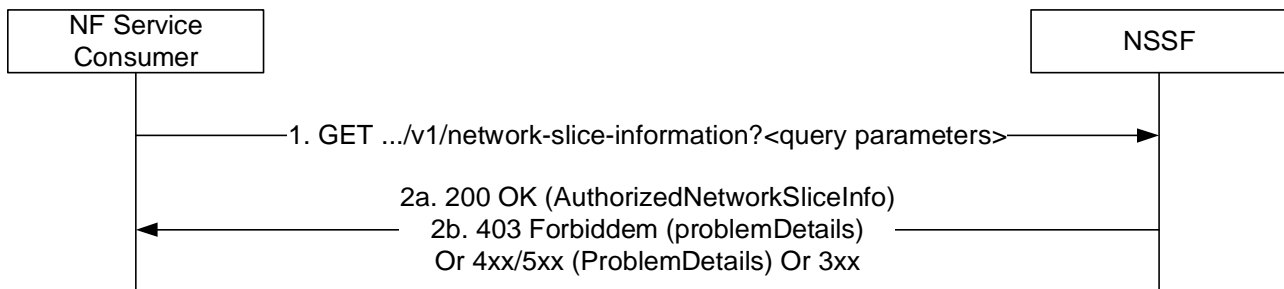 NF Service
Consumer
NSSF
1. GET .../v1/network-slice-information?<query parameters>
2a. 200 OK (AuthorizedNetworkSliceInfo)
2b. 403 Forbiddem (problemDetails)
Or 4xx/5xx (ProblemDetails) Or 3xx